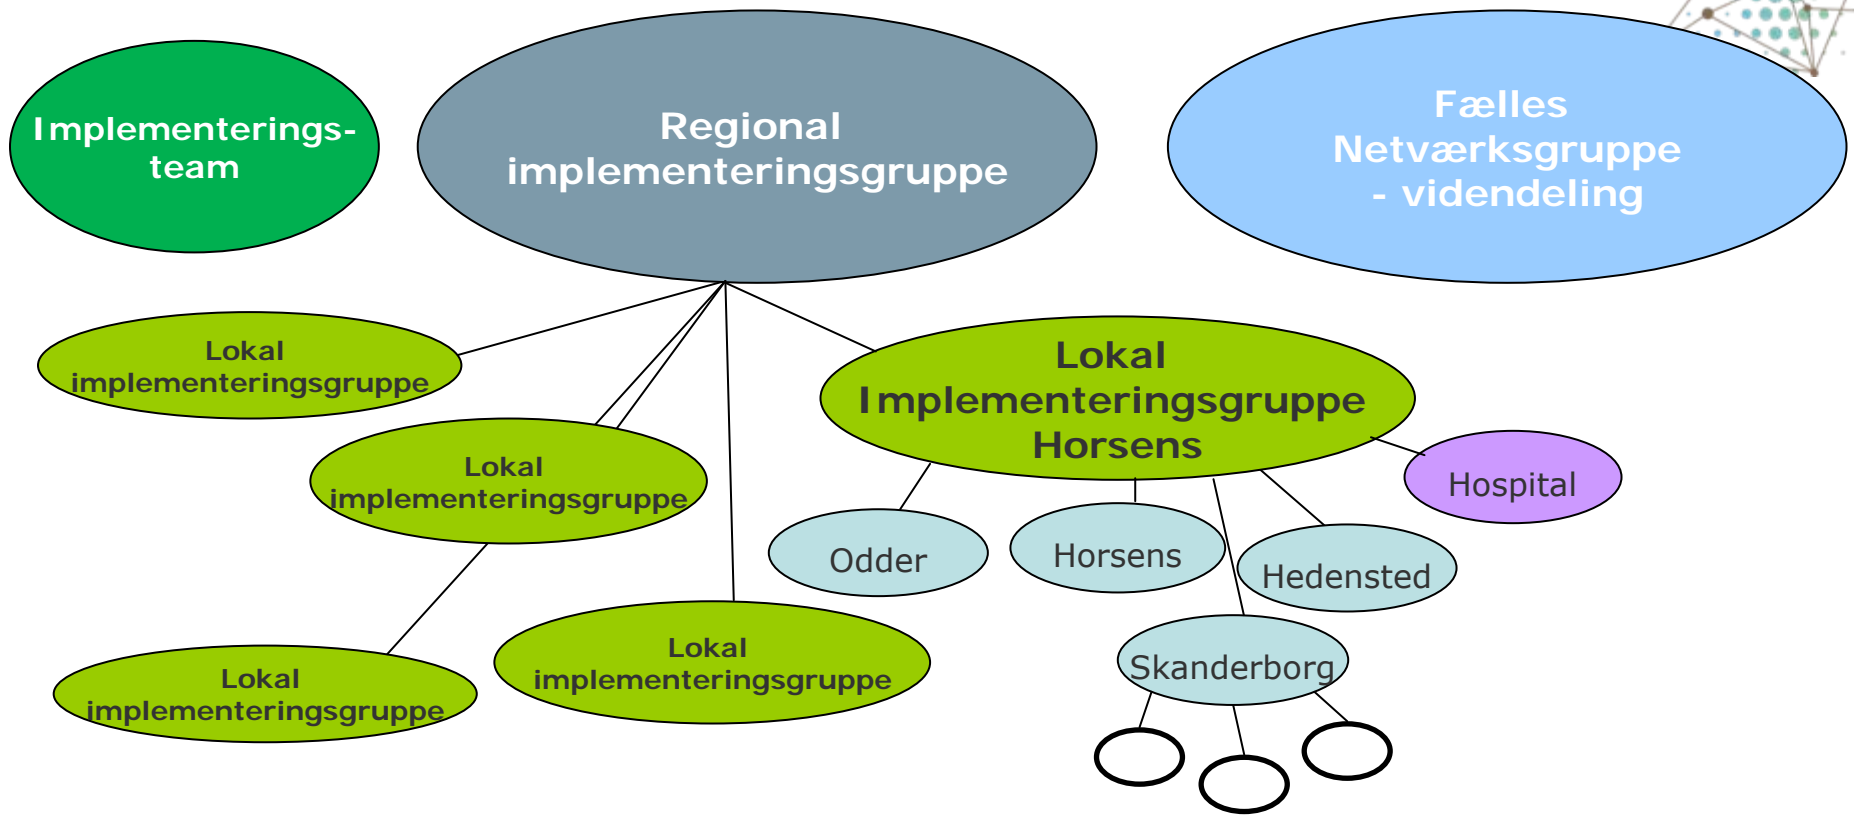 Implementerings-
team
Regional
implementeringsgruppe
Fælles
Netværksgruppe
- videndeling
Lokal
implementeringsgruppe
Lokal
Implementeringsgruppe
Horsens
Lokal
implementeringsgruppe
Hospital
Odder
Horsens
Hedensted
Lokal
implementeringsgruppe
Skanderborg
Lokal
implementeringsgruppe